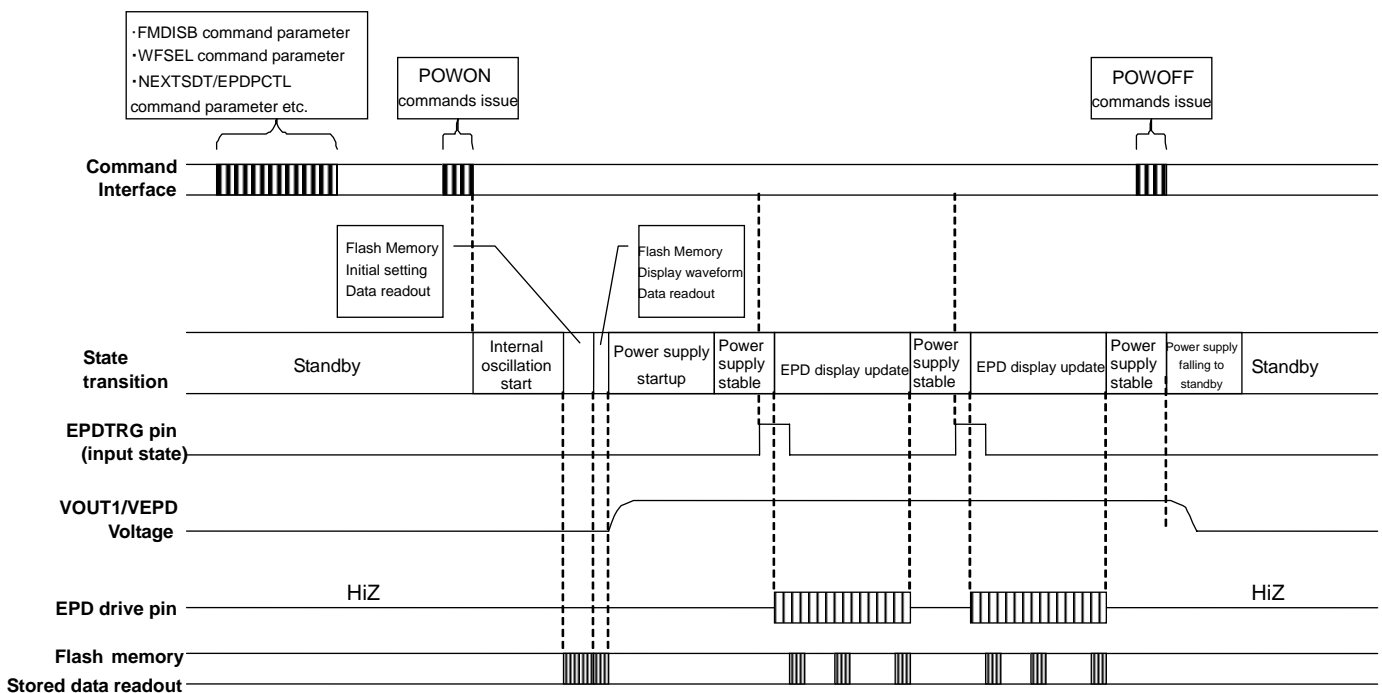 ・FMDISB command parameter
・WFSEL command parameter
・NEXTSDT/EPDPCTL
command parameter etc.
POWON
commands issue
POWOFF
commands issue
Command
Interface
Flash Memory
Initial setting
Data readout
Flash Memory
Display waveform
Data readout
State
transition
Standby
Internal
oscillation
start
Power supply
startup
Power
supply
stable
EPD display update
Power
supply
stable
EPD display update
Power
supply
stable
Power supply
falling to
standby
Standby
EPDTRG pin
(input state)
VOUT1/VEPD
Voltage
HiZ
HiZ
EPD drive pin
Flash memory
Stored data readout